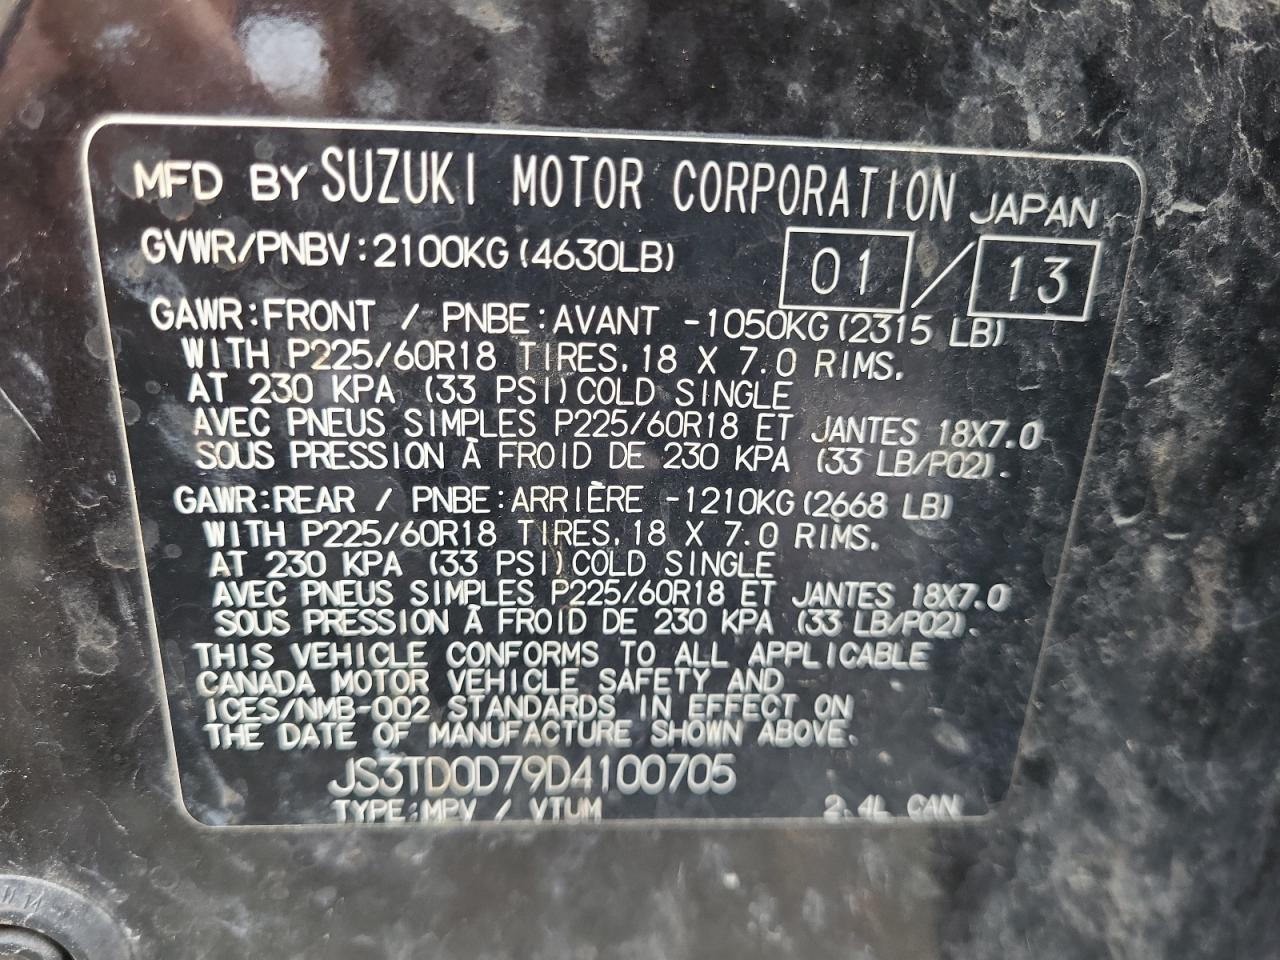 MFD BY SUZUKI MOTOR CORPORATION JAPAN
GVWR/PNBV:2100KG(4630LB) 01 / 13
GAWR:FRONT / PNBE:AVANT -1050KG(2315 LB)
WITH P225/60R18 TIRES,18 X 7.0 RIMS.
AT 230 KPA (33 PSI)COLD SINGLE
AVEC PNEUS SIMPLES P225/60R18 ET JANTES 18X7.0
SOUS PRESSION À FROID DE 230 KPA (33 LB/PO2).
GAWR:REAR / PNBE:ARRIÈRE -1210KG(2668 LB)
WITH P225/60R18 TIRES,18 X 7.0 RIMS.
AT 230 KPA (33 PSI)COLD SINGLE
AVEC PNEUS SIMPLES P225/60R18 ET JANTES 18X7.0
SOUS PRESSION À FROID DE 230 KPA (33 LB/PO2).
THIS VEHICLE CONFORMS TO ALL APPLICABLE
CANADA MOTOR VEHICLE SAFETY AND
ICES/NMB-002 STANDARDS IN EFFECT ON
THE DATE OF MANUFACTURE SHOWN ABOVE.
JS3TD0D79D4100705
TYPE:MPV / VTUM 2.4L CAN